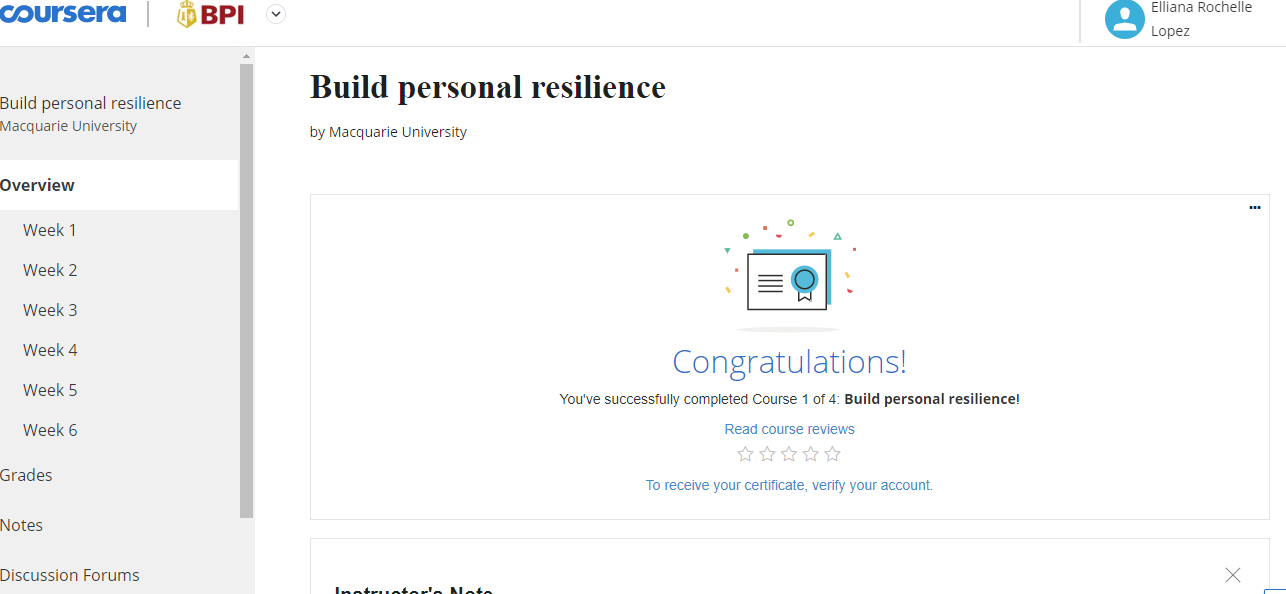 coursera
BPI
Elliana Rochelle
Lopez
Build personal resilience
Macquarie University
Overview
Week 1
Week 2
Week 3
Week 4
Week 5
Week 6
Grades
Notes
Discussion Forums
Build personal resilience
by Macquarie University
Congratulations!
You've successfully completed Course 1 of 4: Build personal resilience!
Read course reviews
To receive your certificate, verify your account.
Instructor's Note